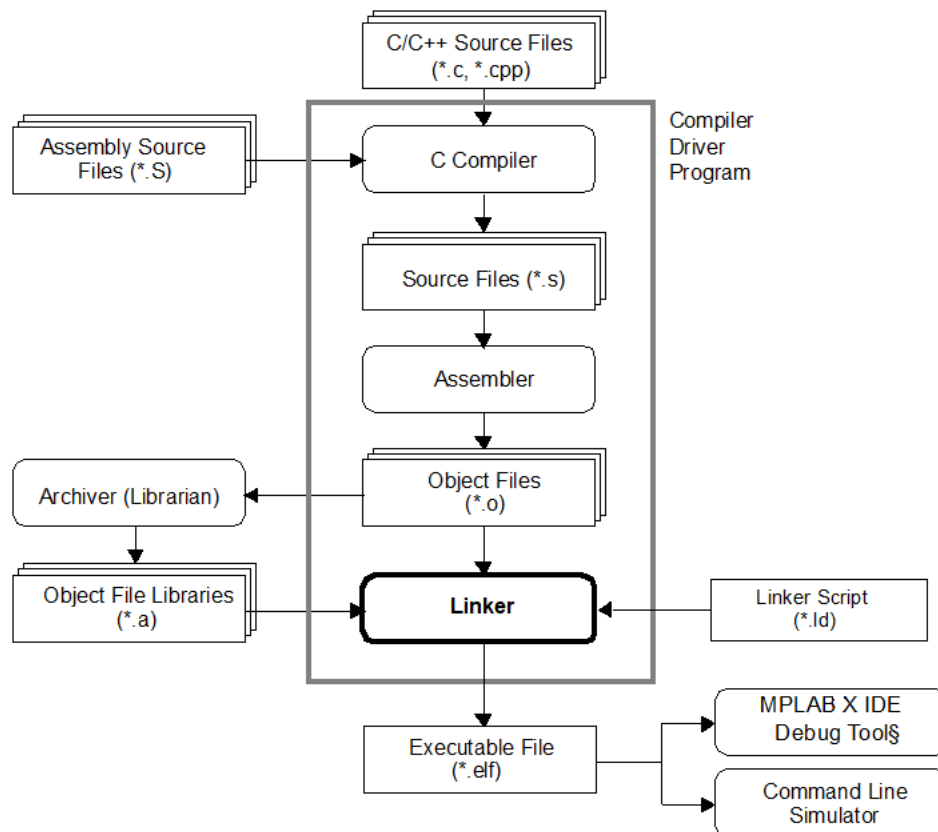 C/C++ Source Files
(*.c, *.cpp)
Compiler
Driver
Program
Assembly Source
Files (*.S)
C Compiler
Source Files (*.s)
Assembler
Object Files
(*.o)
Archiver (Librarian)
Object File Libraries
(*.a)
Linker
Linker Script
(*.ld)
Executable File
(*.elf)
MPLAB X IDE
Debug Tool§
Command Line
Simulator